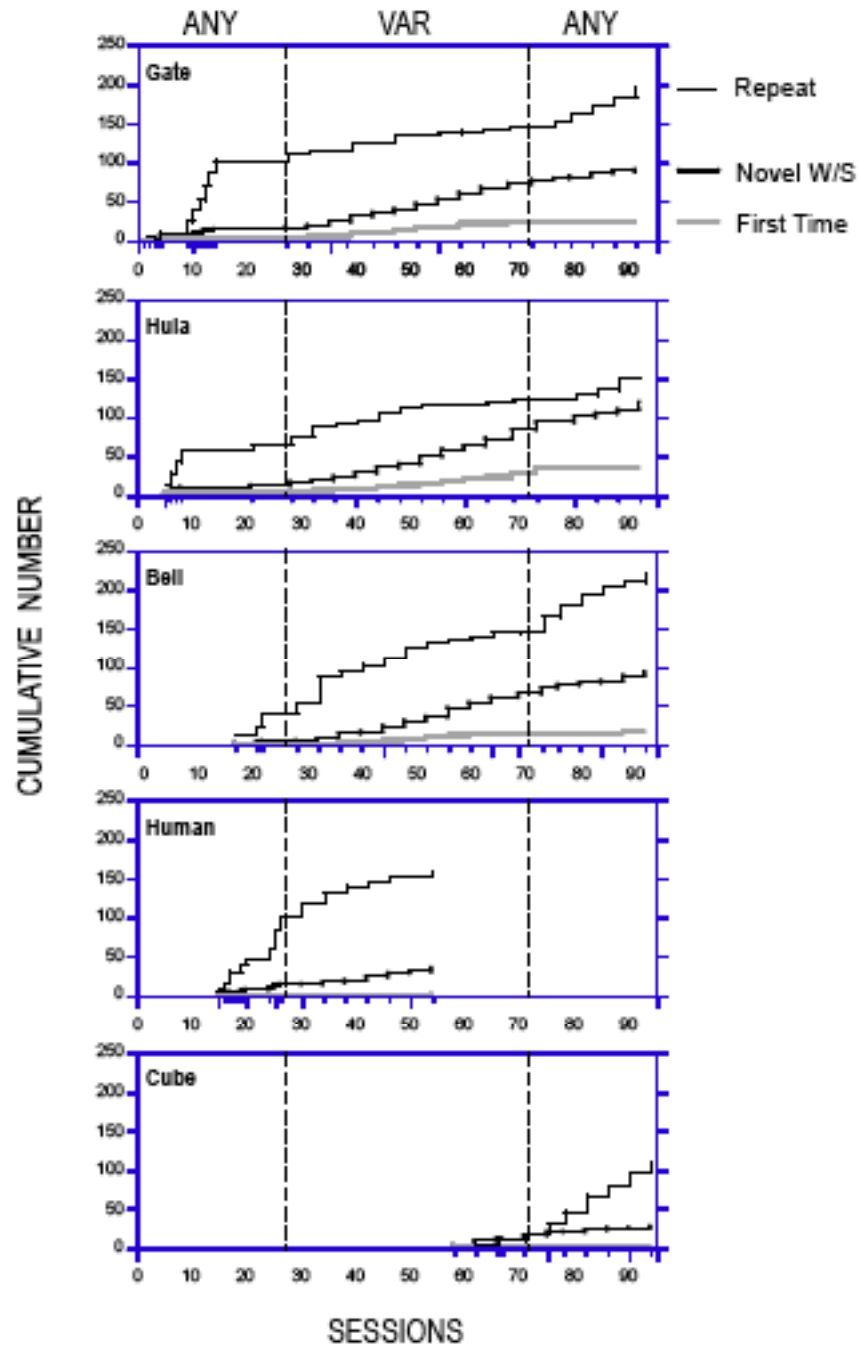 ANY VAR ANY
250
Gate
200
150
100
50
0
0 10 20 30 40 50 60 70 80 90
Repeat
Novel W/S
First Time
250
Hula
200
150
100
50
0
0 10 20 30 40 50 60 70 80 90
250
Bell
200
150
100
50
0
0 10 20 30 40 50 60 70 80 90
250
Human
200
150
100
50
0
0 10 20 30 40 50 60 70 80 90
250
Cube
200
150
100
50
0
0 10 20 30 40 50 60 70 80 90
CUMULATIVE NUMBER
SESSIONS